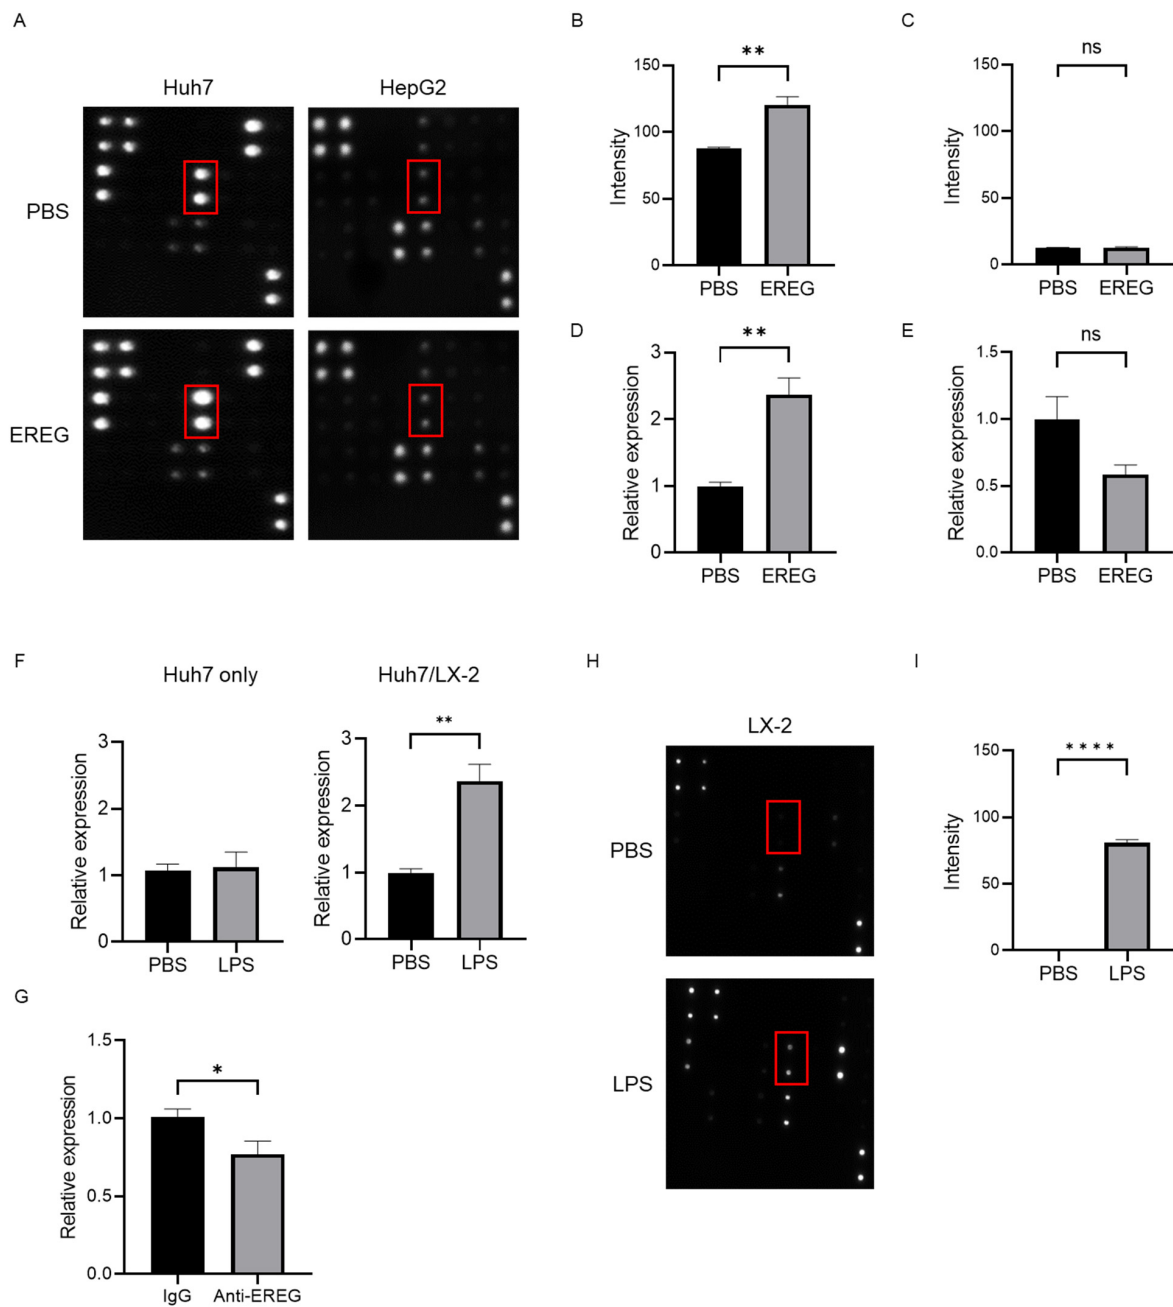 A
Huh7
HepG2
PBS
EREG
B
**
150
100
50
0
Intensity
PBS
EREG
C
ns
150
100
50
0
Intensity
PBS
EREG
D
**
3
2
1
0
Relative expression
PBS
EREG
E
ns
1.5
1.0
0.5
0.0
Relative expression
PBS
EREG
F
Huh7 only
3
2
1
0
Relative expression
PBS
LPS
Huh7/LX-2
**
3
2
1
0
Relative expression
PBS
LPS
G
*
1.5
1.0
0.5
0.0
Relative expression
IgG
Anti-EREG
H
LX-2
PBS
LPS
I
****
150
100
50
0
Intensity
PBS
LPS